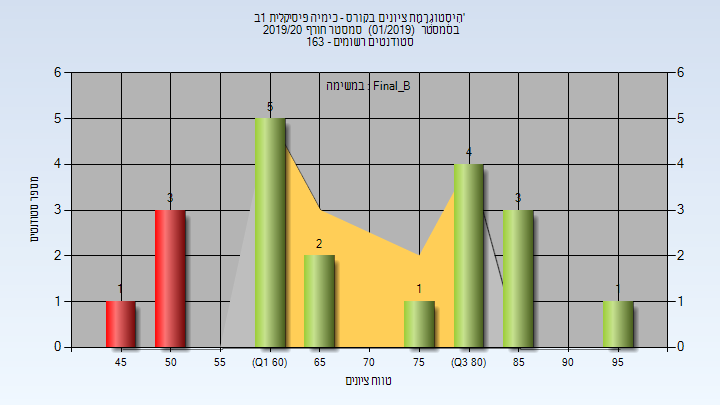 הִיסְטוֹגְרָמַת ציונים בקורס - כימיה פיסיקלית 1ב'
בסמסטר (01/2019) סמסטר חורף 2019/20
סטודנטים רשומים - 163
במשימה : Final_B
מספר סטודנטים
6 5 4 3 2 1 0
6 5 4 3 2 1 0
1 3 5 2 1 4 3 1
45 50 55 (Q1 60) 65 70 75 (Q3 80) 85 90 95
טווח ציונים